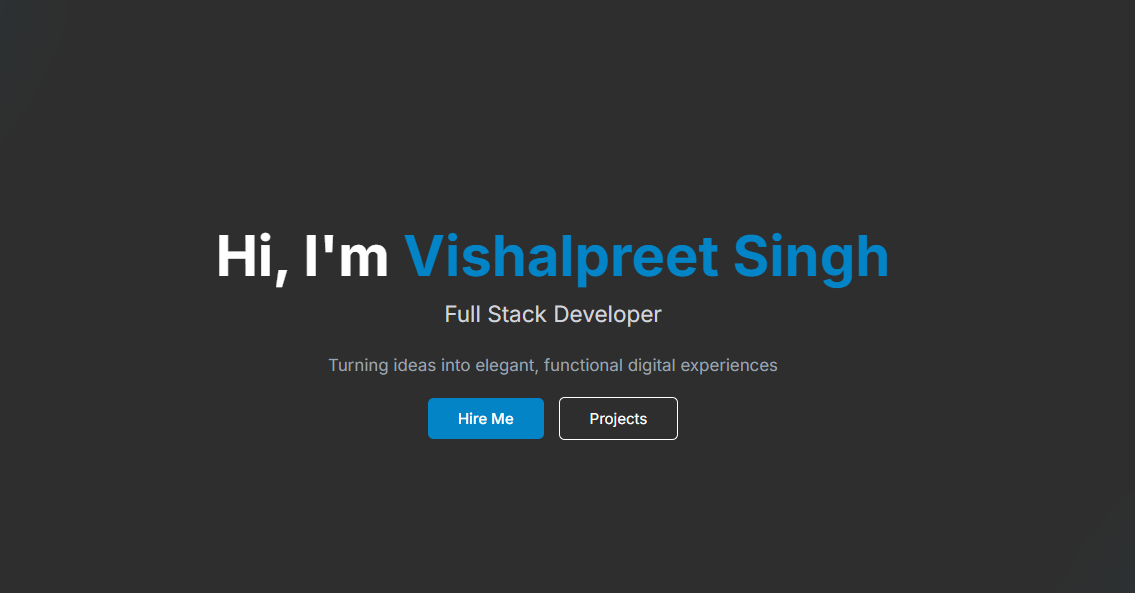 Hi, I'm Vishalpreet Singh
Full Stack Developer
Turning ideas into elegant, functional digital experiences
Hire Me
Projects